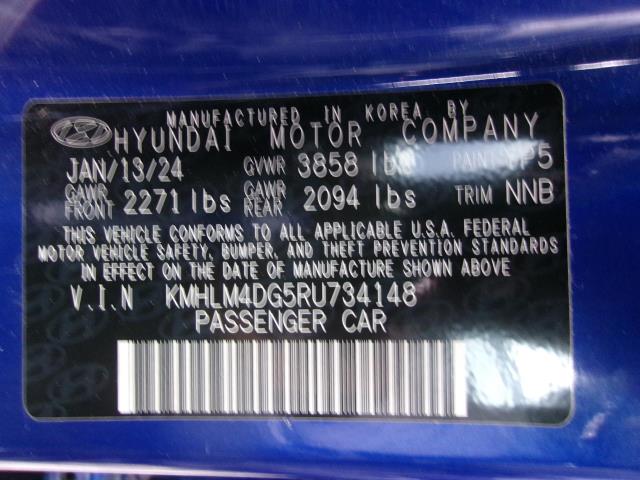 MANUFACTURED IN KOREA BY
HYUNDAI MOTOR COMPANY
JAN/13/24 GVWR 3858 lbs PAINT
GAWR FRONT 2271 lbs GAWR REAR 2094 lbs TRIM NNB
THIS VEHICLE CONFORMS TO ALL APPLICABLE U.S.A. FEDERAL
MOTOR VEHICLE SAFETY, BUMPER, AND THEFT PREVENTION STANDARDS
IN EFFECT ON THE DATE OF MANUFACTURE SHOWN ABOVE
V.I.N KMHLM4DG5RU734148
PASSENGER CAR